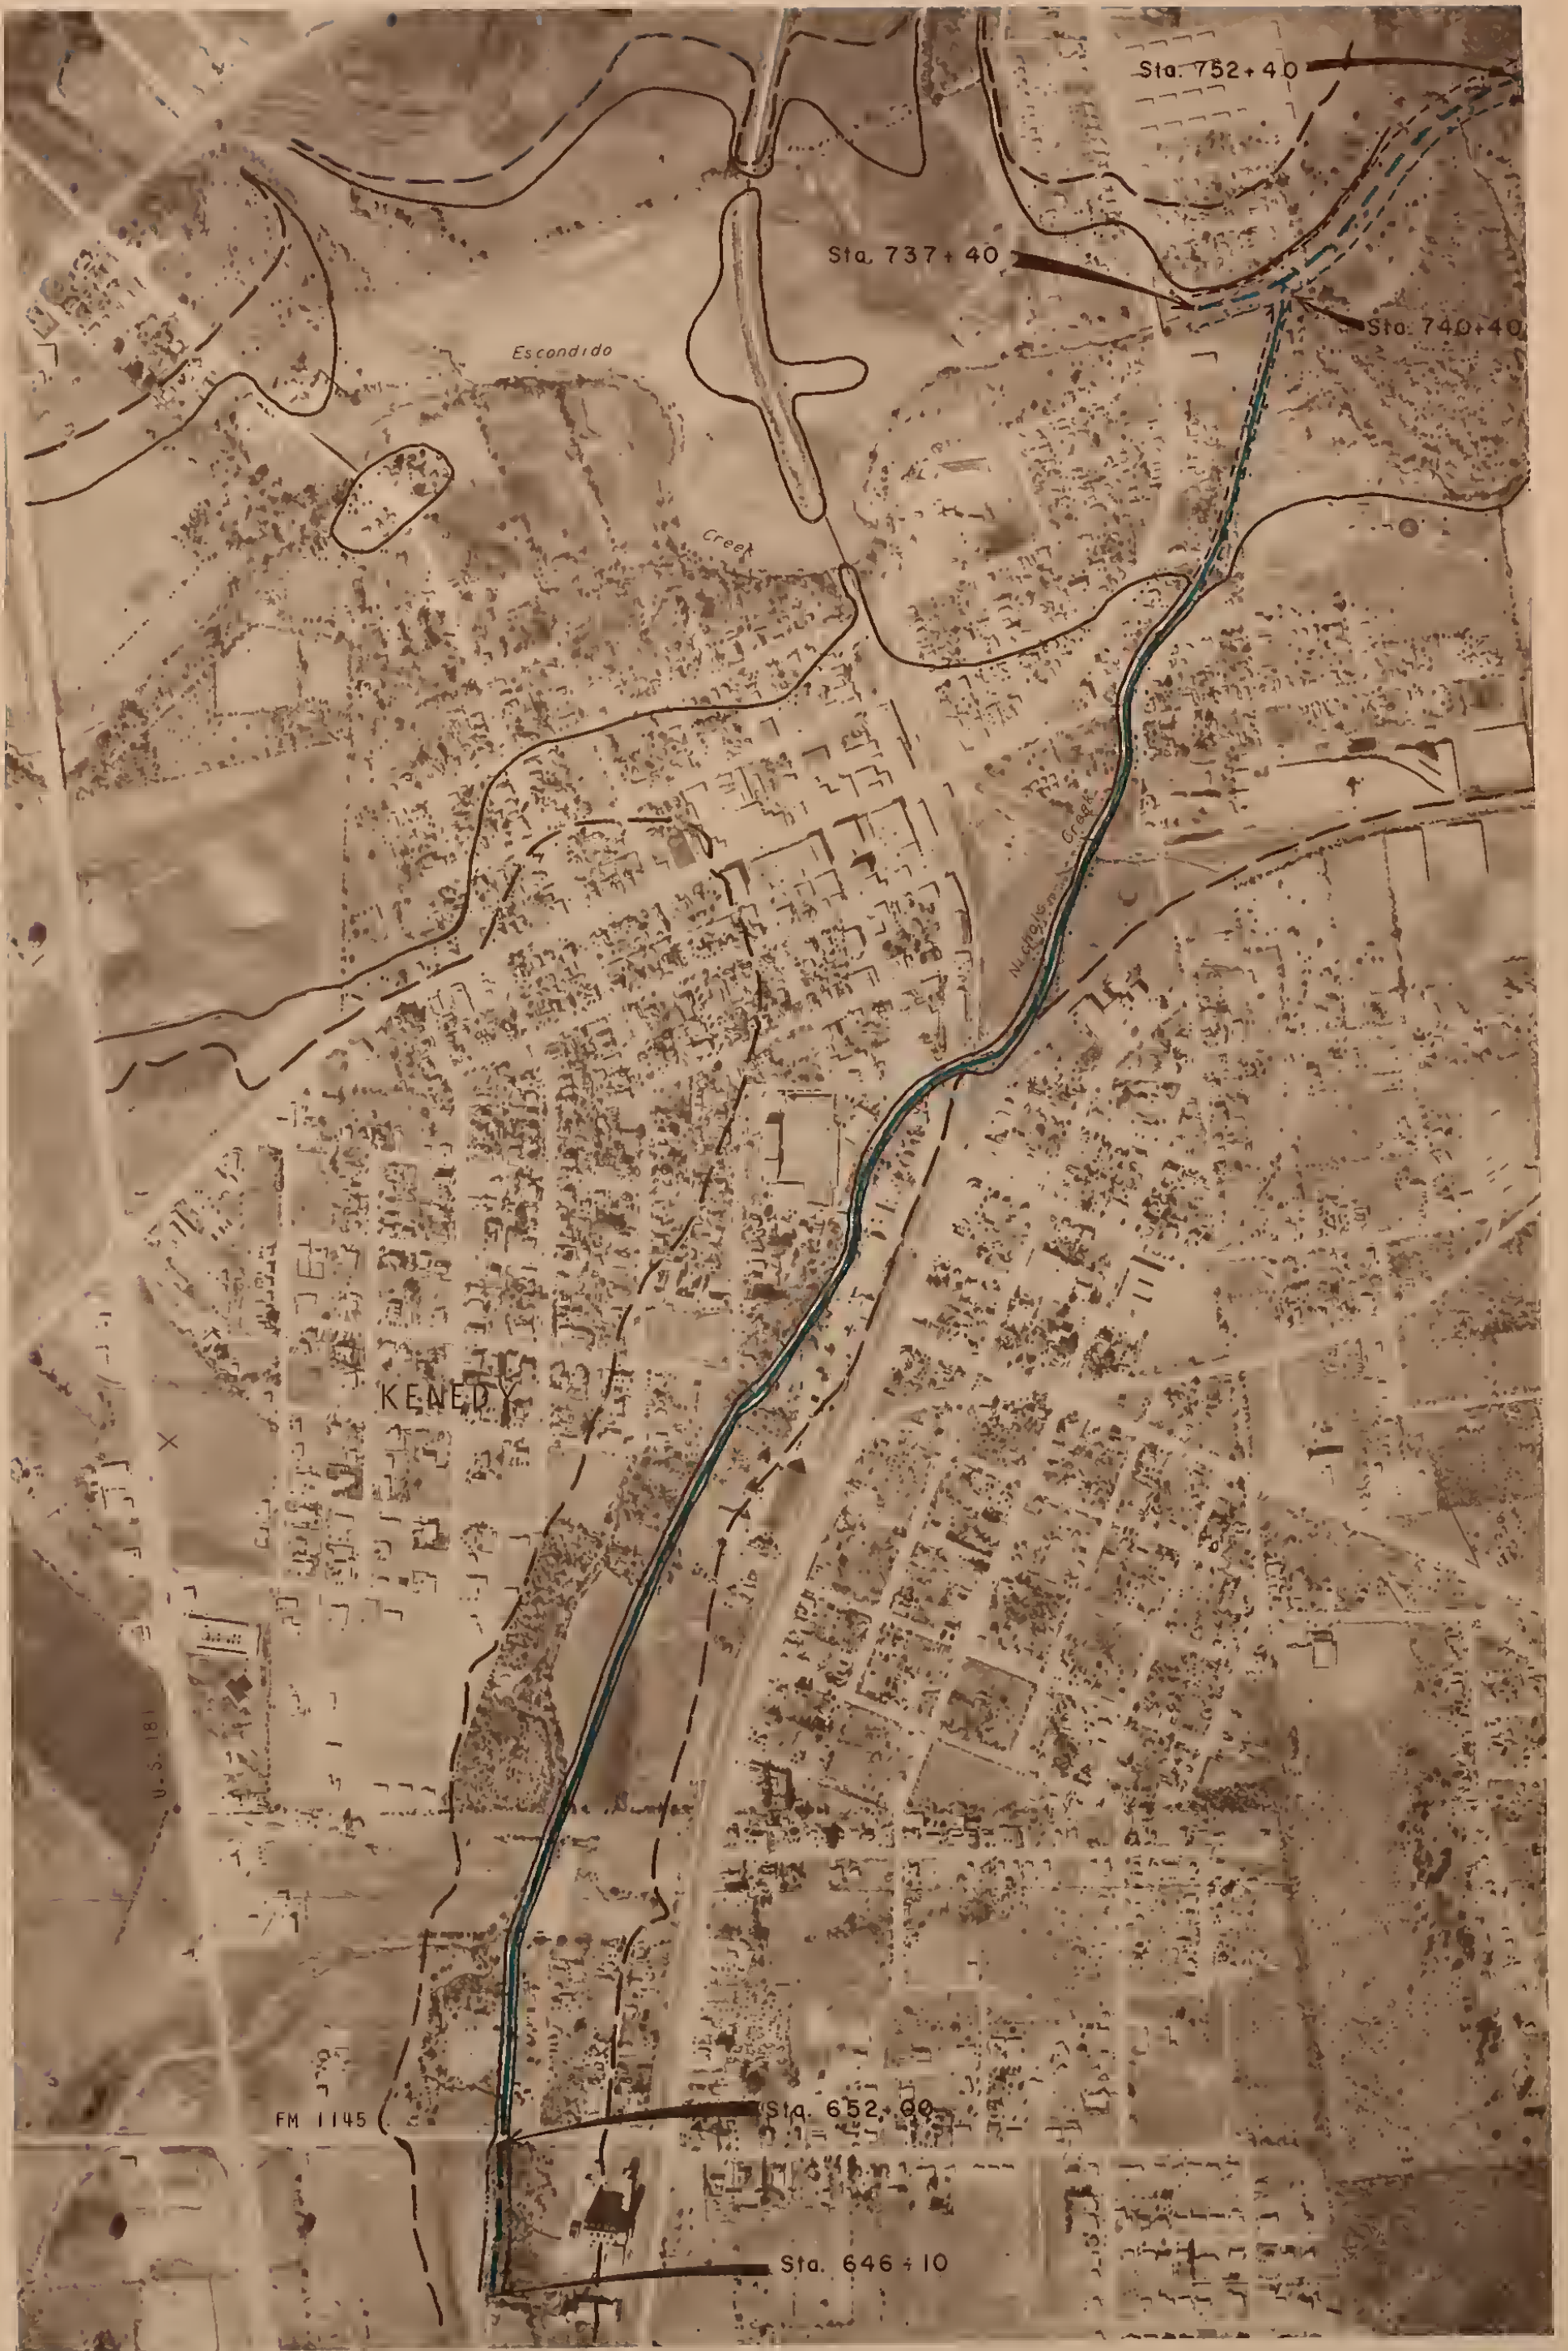 Sta. 752+40
Sta. 737+40
Sta. 740+40
Escondido
Creek
Nichols Creek
KENEDY
U.S. 181
FM 1145
Sta. 652+00
Sta. 646+10